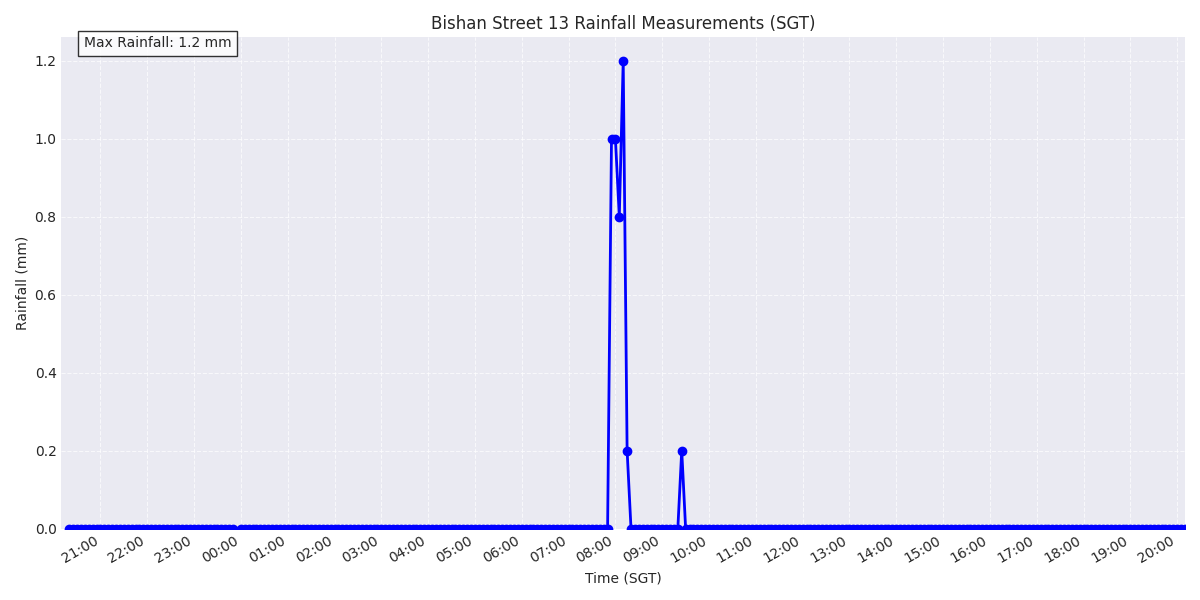 Bishan Street 13 Rainfall Measurements (SGT)
Max Rainfall: 1.2 mm
1.2
1.0
0.8
0.6
0.4
0.2
0.0
Rainfall (mm)
21:00 22:00 23:00 00:00 01:00 02:00 03:00 04:00 05:00 06:00 07:00 08:00 09:00 10:00 11:00 12:00 13:00 14:00 15:00 16:00 17:00 18:00 19:00 20:00
Time (SGT)